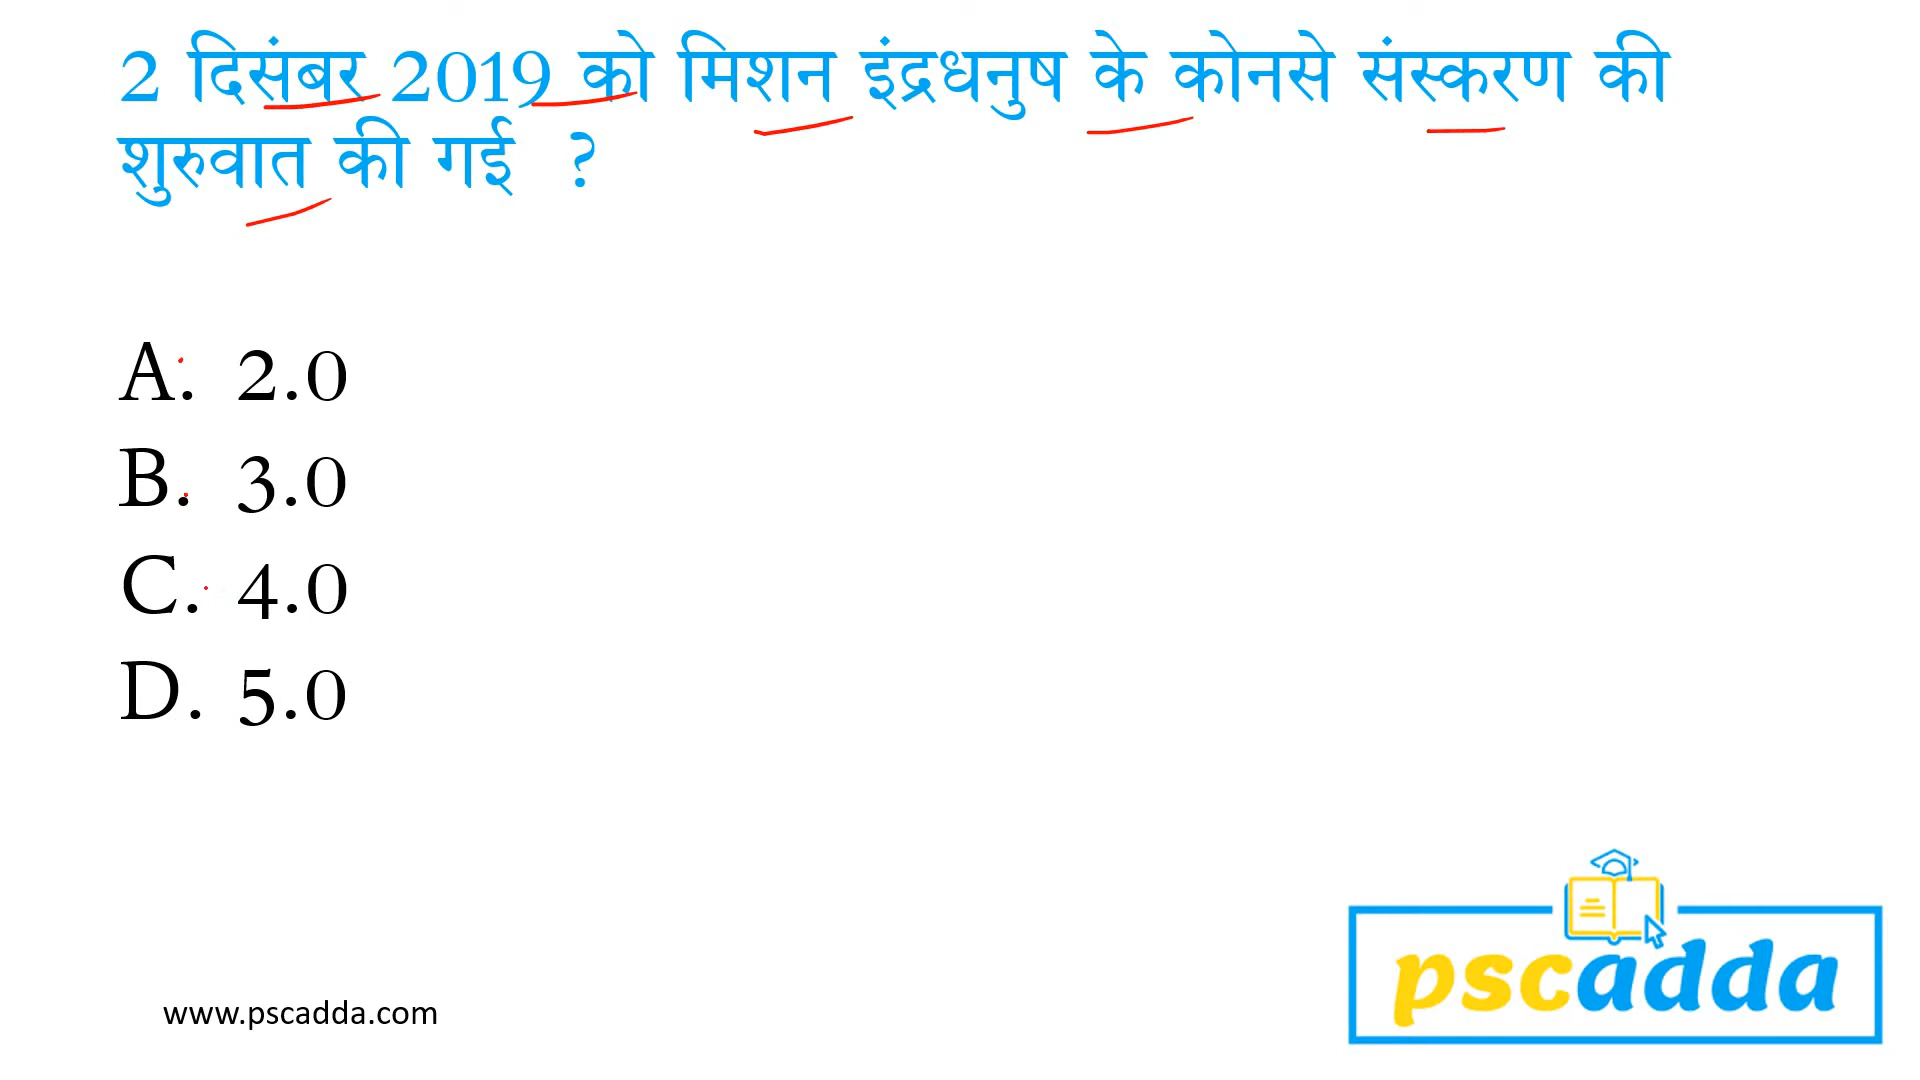 2 दिसंबर 2019 को मिशन इंद्रधनुष के कोनसे संस्करण की
शुरुवात की गई ?
A. 2.0
B. 3.0
C. 4.0
D. 5.0
pscadda
www.pscadda.com